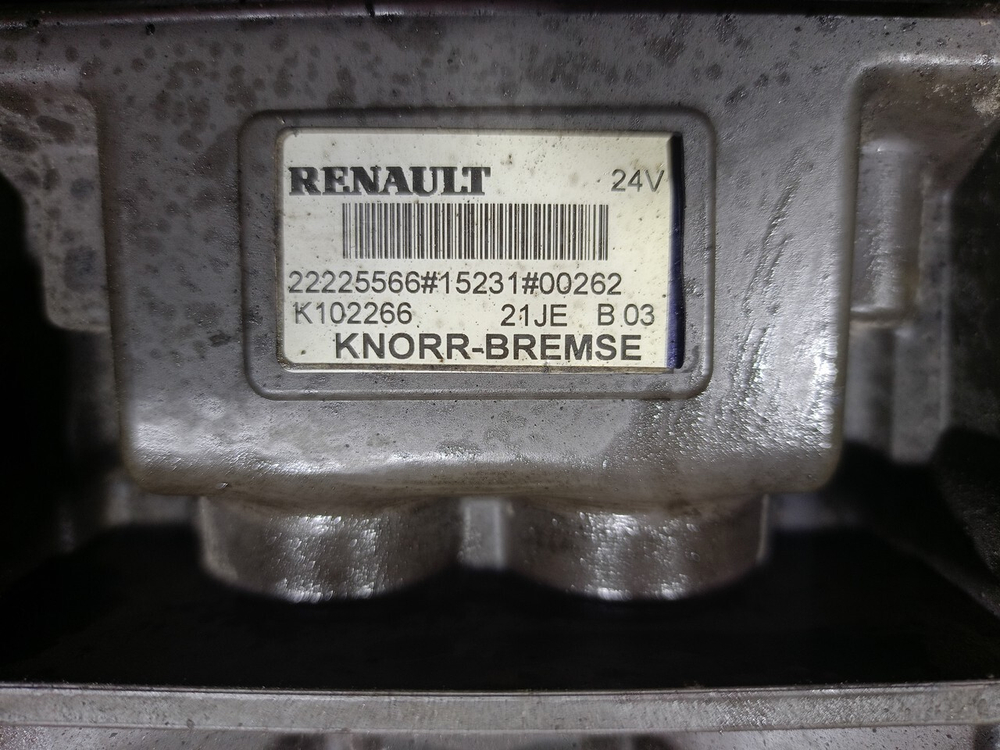 RENAULT 24V
22225566#15231#00262
K102266 21JE B 03
KNORR-BREMSE